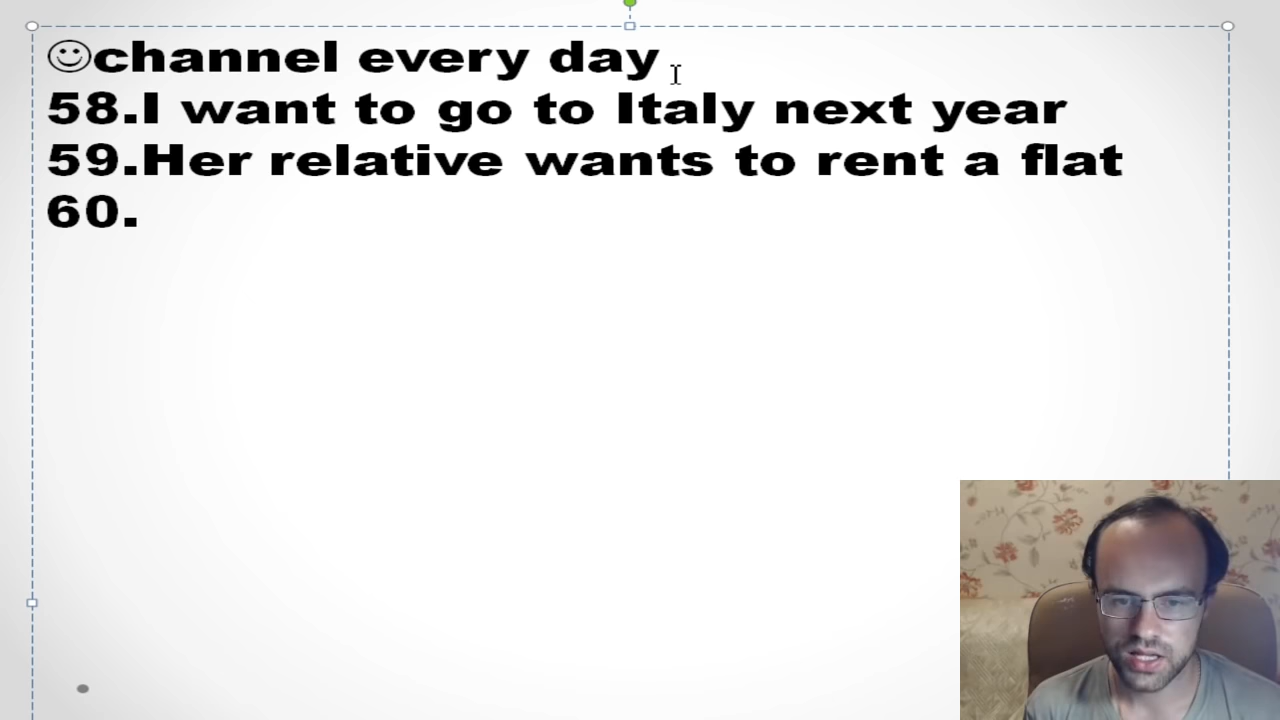 ☺channel every day
58.I want to go to Italy next year
59.Her relative wants to rent a flat
60.